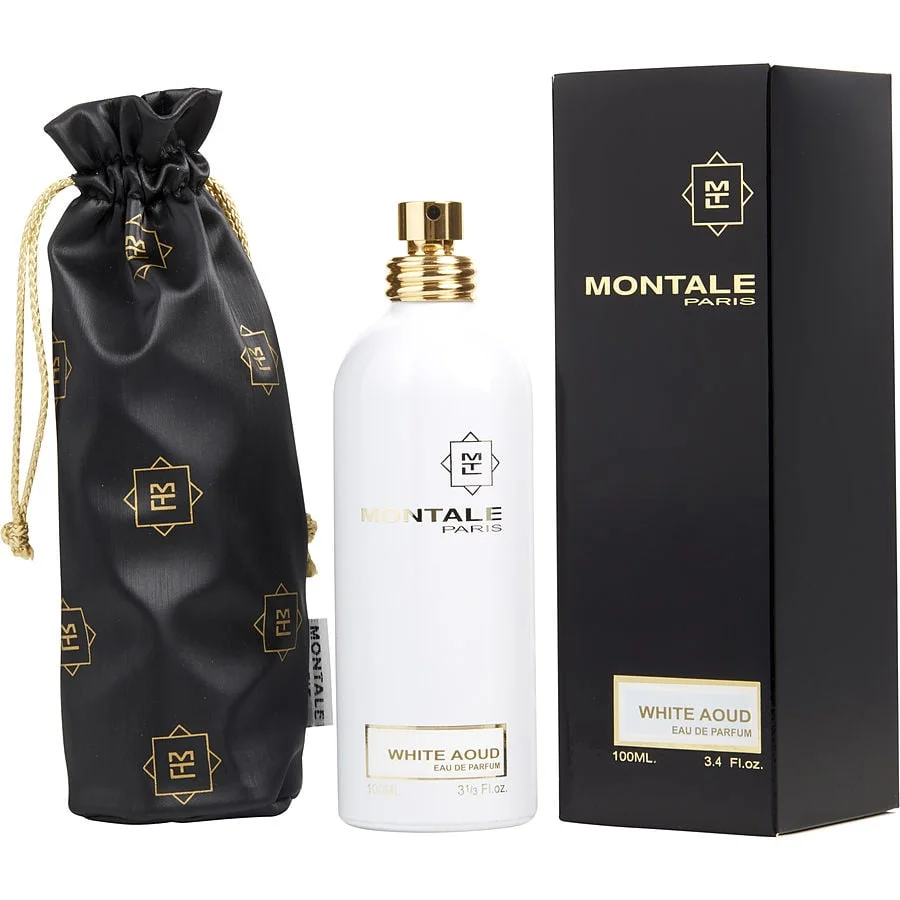 MONTALE
MONTALE
PARIS
WHITE AOUD
EAU DE PARFUM
100ML.
3 1/3 Fl.oz.
MONTALE
PARIS
WHITE AOUD
EAU DE PARFUM
100ML.
3.4 Fl.oz.